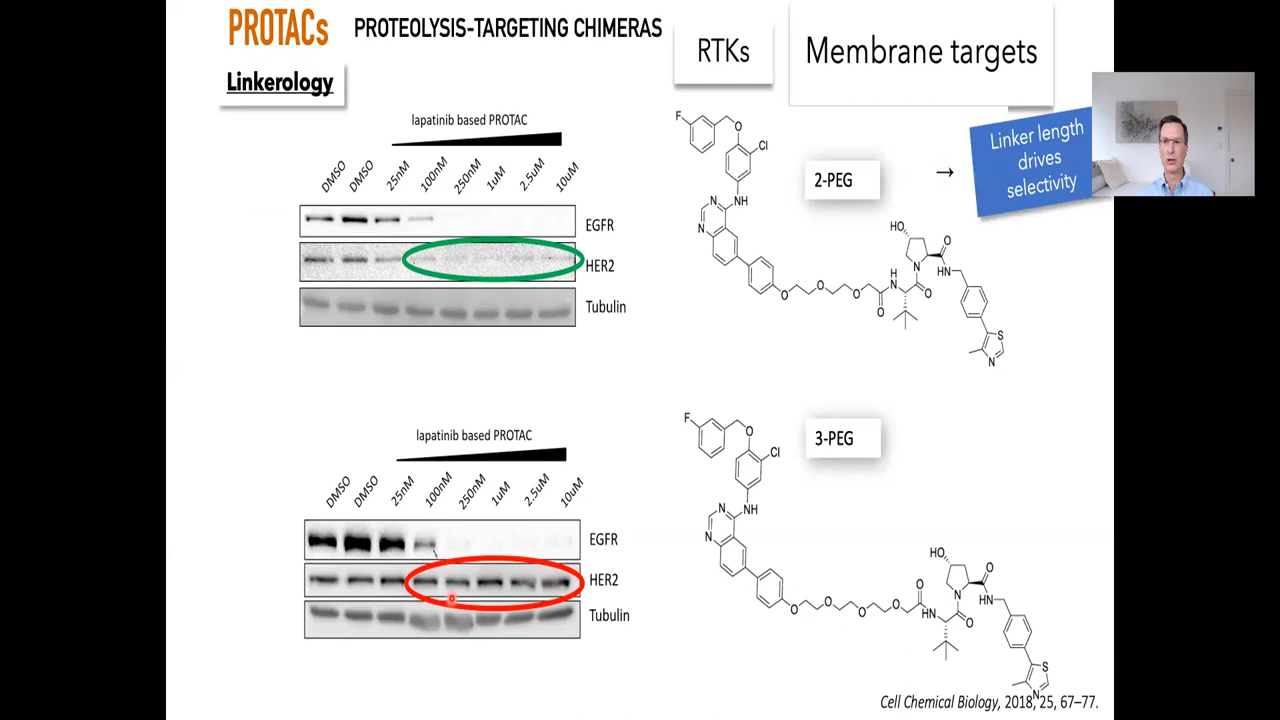 PROTACs
PROTEOLYSIS-TARGETING CHIMERAS
RTKs
Membrane targets
Linkerology
Linker length
drives
selectivity
lapatinib based PROTAC
DMSO DMSO 25nM 100nM 250nM 1uM 2.5uM 10uM
EGFR
HER2
Tubulin
2-PEG
→
F
O
Cl
N
NH
N
HO
O
N
NH
H
N
O
O
O
O
O
S
N
lapatinib based PROTAC
DMSO DMSO 25nM 100nM 250nM 1uM 2.5uM 10uM
EGFR
HER2
Tubulin
3-PEG
F
O
Cl
N
NH
N
HO
O
N
NH
O
O
O
O
O
NH
O
S
N
Cell Chemical Biology, 2018, 25, 67–77.